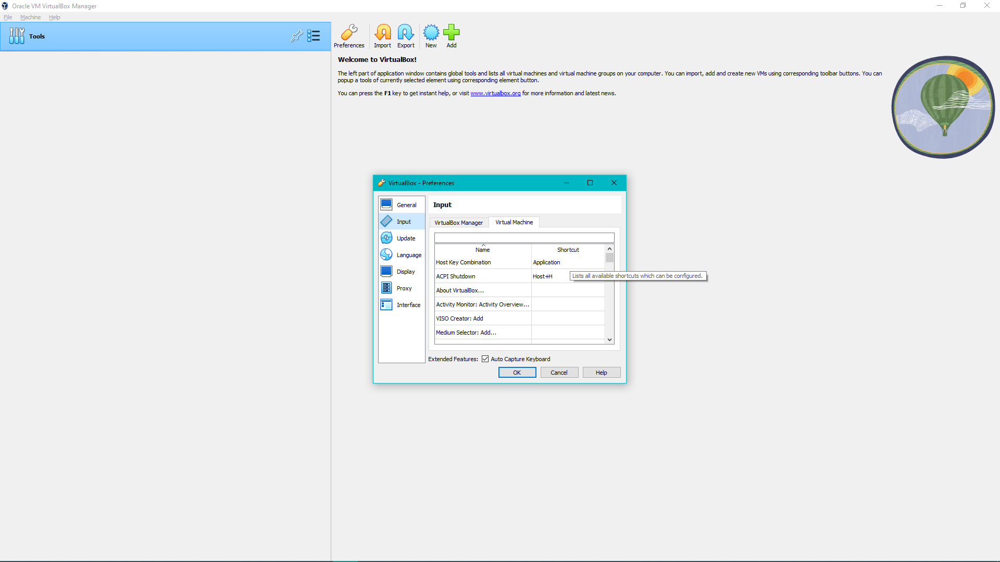 Oracle VM VirtualBox Manager
File Machine Help
Tools
Preferences Import Export New Add
Welcome to VirtualBox!
The left part of application window contains global tools and lists all virtual machines and virtual machine groups on your computer. You can import, add and create new VMs using corresponding toolbar buttons. You can
popup a tools of currently selected element using corresponding element button.
You can press the F1 key to get instant help, or visit www.virtualbox.org for more information and latest news.
VirtualBox - Preferences
General
Input
Update
Language
Display
Proxy
Interface
Input
VirtualBox Manager Virtual Machine
Name Shortcut
Host Key Combination Application
ACPI Shutdown Host+H
Lists all available shortcuts which can be configured.
About VirtualBox...
Activity Monitor: Activity Overview...
VISO Creator: Add
Medium Selector: Add...
Extended Features: Auto Capture Keyboard
OK Cancel Help